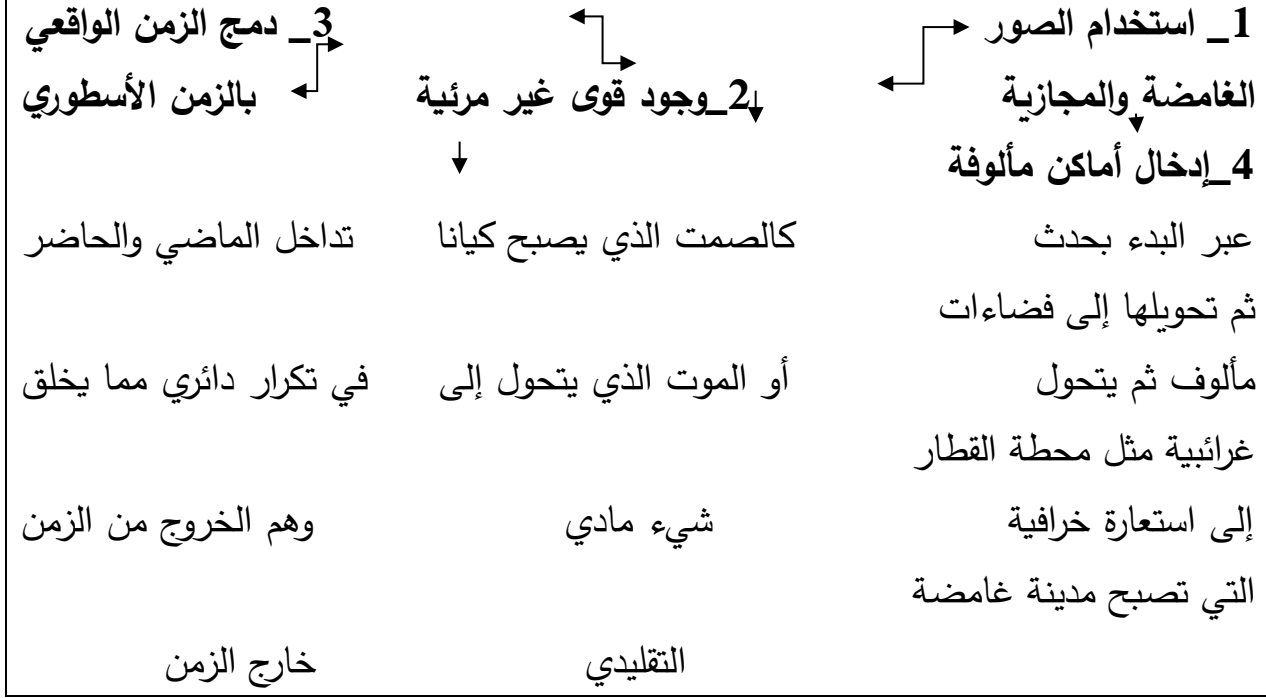 1_ استخدام الصور 3_ دمج الزمن الواقعي
الغامضة والمجازية 2_وجود قوى غير مرئية بالزمن الأسطوري
4_إدخال أماكن مألوفة
عبر البدء بحدث كالصمت الذي يصبح كيانا تداخل الماضي والحاضر
ثم تحويلها إلى فضاءات
مألوف ثم يتحول أو الموت الذي يتحول إلى في تكرار دائري مما يخلق
غرائبية مثل محطة القطار
إلى استعارة خرافية شيء مادي وهم الخروج من الزمن
التي تصبح مدينة غامضة
التقليدي خارج الزمن